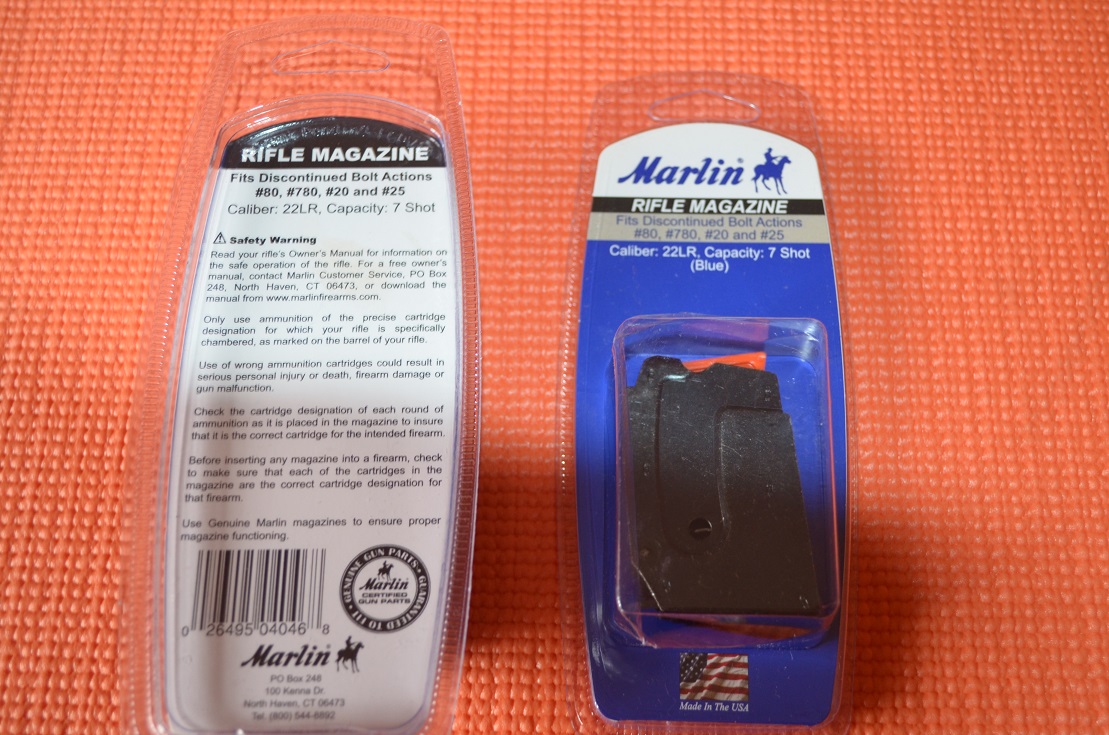 RIFLE MAGAZINE
Fits Discontinued Bolt Actions
#80, #780, #20 and #25
Caliber: 22LR, Capacity: 7 Shot
Safety Warning
Read your rifle's Owner's Manual for information on
the safe operation of the rifle. For a free owner's
manual, contact Marlin Customer Service, PO Box
248, North Haven, CT 06473, or download the
manual from www.marlinfirearms.com.
Only use ammunition of the precise cartridge
designation for which your rifle is specifically
chambered, as marked on the barrel of your rifle.
Use of wrong ammunition cartridges could result in
serious personal injury or death, firearm damage or
gun malfunction.
Check the cartridge designation of each round of
ammunition as it is placed in the magazine to insure
that it is the correct cartridge for the intended firearm.
Before inserting any magazine into a firearm, check
to make sure that each of the cartridges in the
magazine are the correct cartridge designation for
that firearm.
Use Genuine Marlin magazines to ensure proper
magazine functioning.
0 26495 04046 8
GENUINE GUN PARTS
Marlin
CERTIFIED
GUN PARTS
GUARANTEED TO FIT
Marlin
PO Box 248
100 Kenna Dr.
North Haven, CT 06473
Tel. (800) 544-8892
Marlin®
RIFLE MAGAZINE
Fits Discontinued Bolt Actions
#80, #780, #20 and #25
Caliber: 22LR, Capacity: 7 Shot
(Blue)
Made In The USA